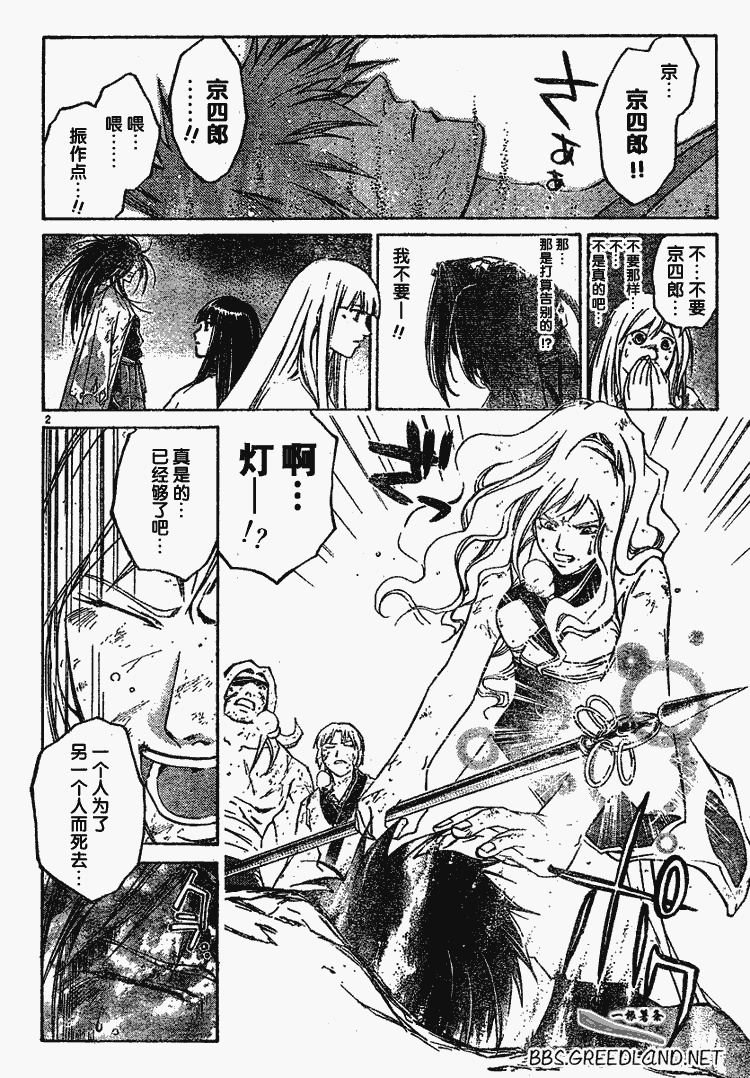 京…
京四郎!!
京四郎
……!!
喂…
喂……
振作点…!!
不…不要
京四郎…
不要那样…
不…
不是真的吧…
那…
那是打算告别的!?
我不要一!!
2
啊…
灯一!?
真是的…
已经够了吧…
一个人为了
另一个人而死去…
BBS.GREEDLAND.NET